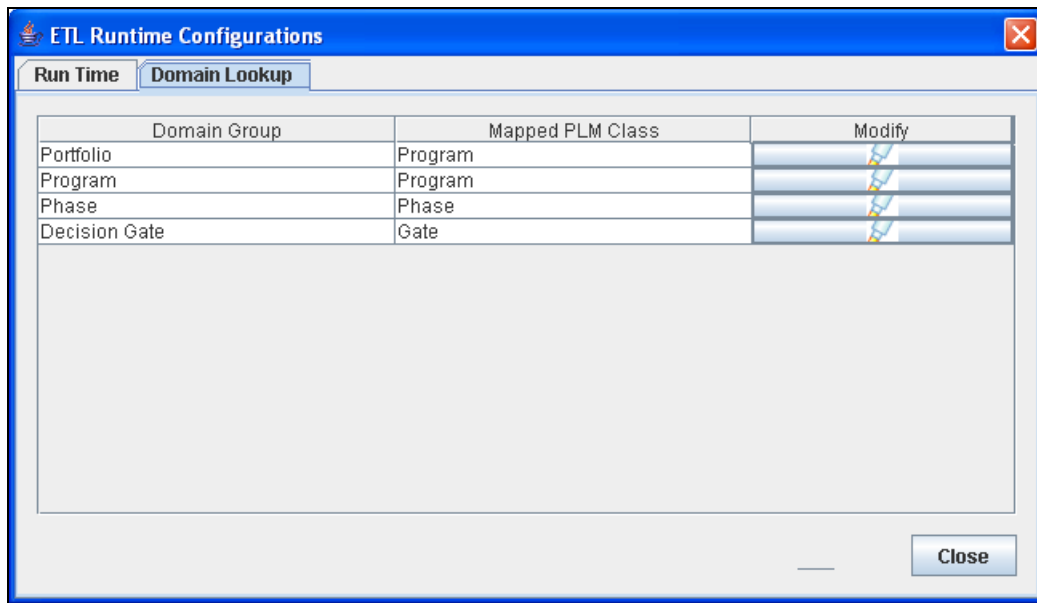 ETL Runtime Configurations
Run Time Domain Lookup
Domain Group Mapped PLM Class Modify
Portfolio Program
Program Program
Phase Phase
Decision Gate Gate
Close